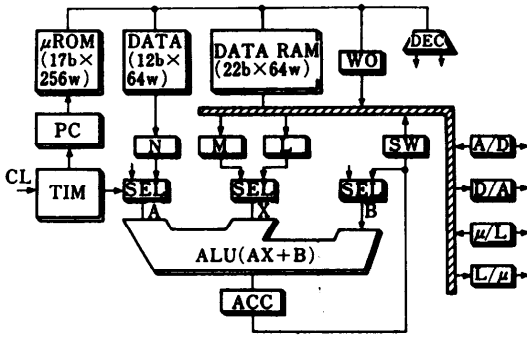 μROM
(17b×
256w)
DATA
(12b×
64w)
DATA RAM
(22b×64w)
WO
DEC
PC
N
M
L
SW
A/D
CL
TIM
SEL
SEL
SEL
D/A
A
X
B
μ/L
ALU(AX+B)
L/μ
ACC